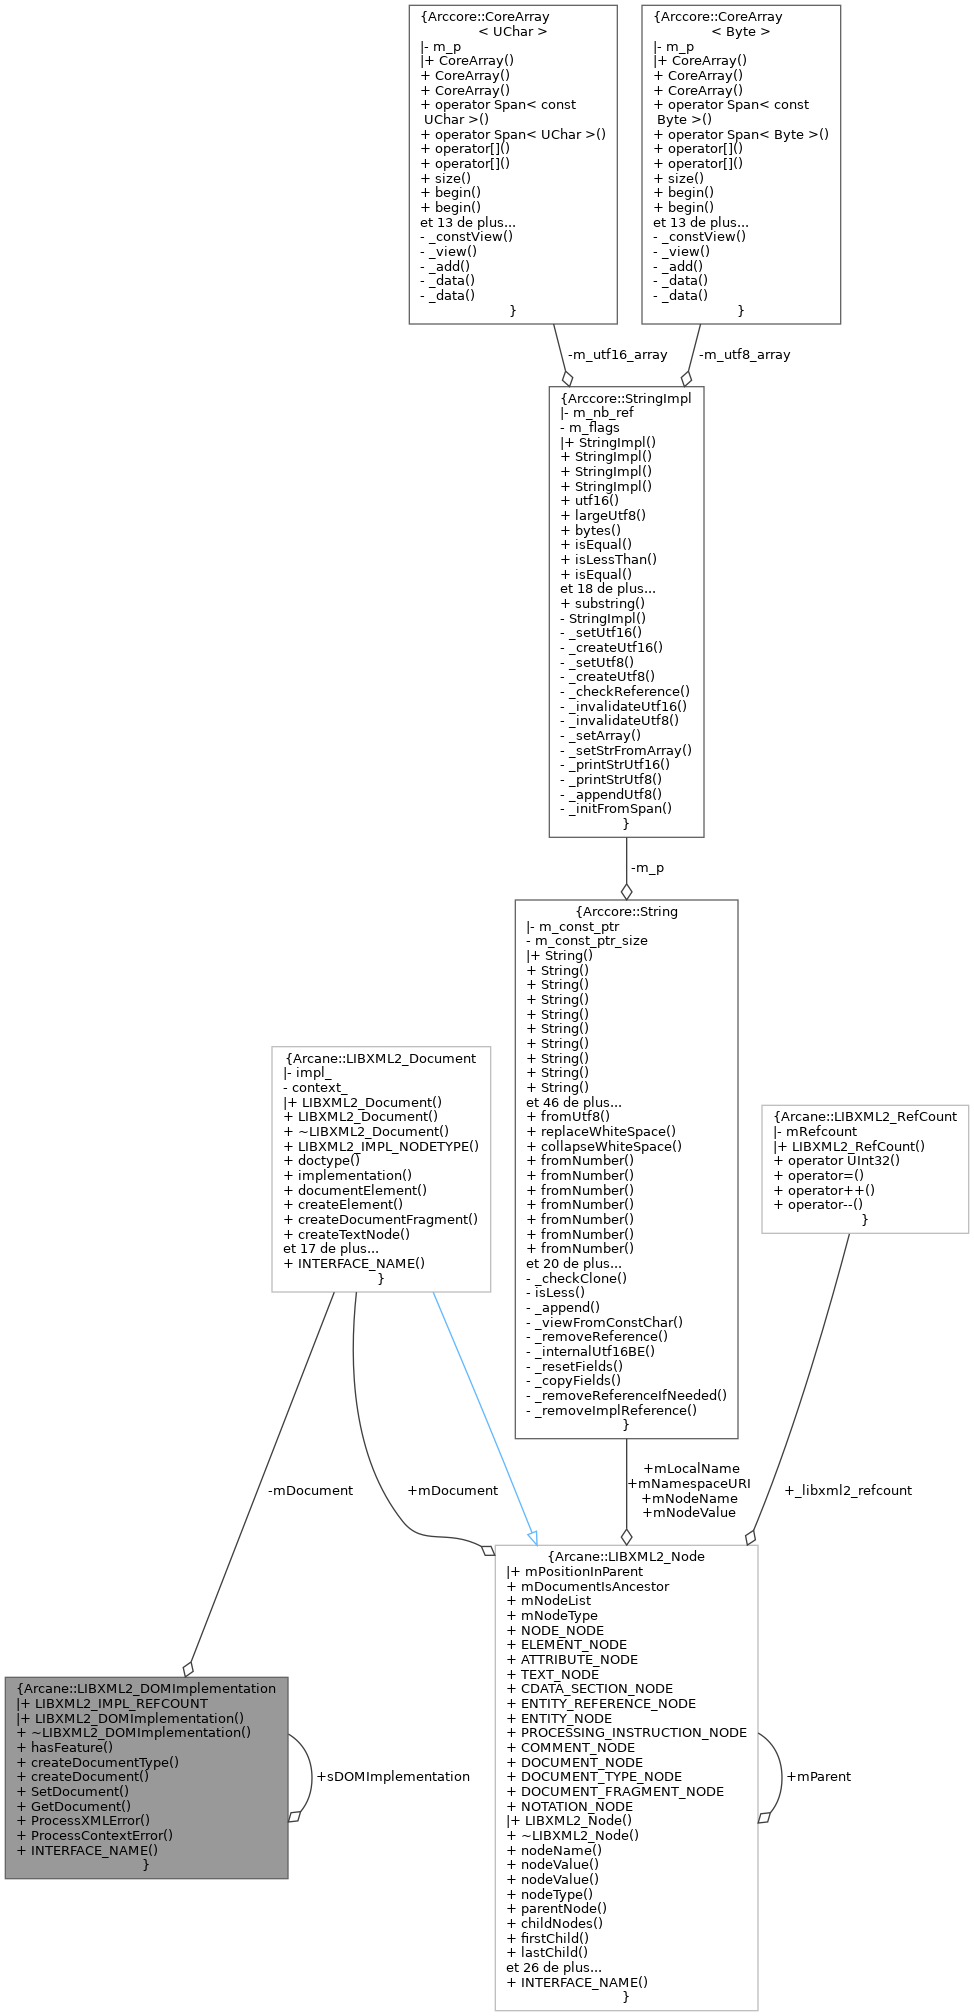 {Arccore::CoreArray
< UChar >
|- m_p
|+ CoreArray()
+ CoreArray()
+ CoreArray()
+ operator Span< const
UChar >()
+ operator Span< UChar >()
+ operator[]()
+ operator[]()
+ size()
+ begin()
+ begin()
et 13 de plus...
- _constView()
- _view()
- _add()
- _data()
- _data()
}
{Arccore::CoreArray
< Byte >
|- m_p
|+ CoreArray()
+ CoreArray()
+ CoreArray()
+ operator Span< const
Byte >()
+ operator Span< Byte >()
+ operator[]()
+ operator[]()
+ size()
+ begin()
+ begin()
et 13 de plus...
- _constView()
- _view()
- _add()
- _data()
- _data()
}
-m_utf16_array
-m_utf8_array
{Arccore::StringImpl
|- m_nb_ref
- m_flags
|+ StringImpl()
+ StringImpl()
+ StringImpl()
+ StringImpl()
+ utf16()
+ largeUtf8()
+ bytes()
+ isEqual()
+ isLessThan()
+ isEqual()
et 18 de plus...
+ substring()
- StringImpl()
- _setUtf16()
- _createUtf16()
- _setUtf8()
- _createUtf8()
- _checkReference()
- _invalidateUtf16()
- _invalidateUtf8()
- _setArray()
- _setStrFromArray()
- _printStrUtf16()
- _printStrUtf8()
- _appendUtf8()
- _initFromSpan()
}
-m_p
{Arccore::String
|- m_const_ptr
- m_const_ptr_size
|+ String()
+ String()
+ String()
+ String()
+ String()
+ String()
+ String()
+ String()
+ String()
+ String()
et 46 de plus...
+ fromUtf8()
+ replaceWhiteSpace()
+ collapseWhiteSpace()
+ fromNumber()
+ fromNumber()
+ fromNumber()
+ fromNumber()
+ fromNumber()
+ fromNumber()
+ fromNumber()
et 20 de plus...
- _checkClone()
- isLess()
- _append()
- _viewFromConstChar()
- _removeReference()
- _internalUtf16BE()
- _resetFields()
- _copyFields()
- _removeReferenceIfNeeded()
- _removeImplReference()
}
{Arcane::LIBXML2_Document
|- impl_
- context_
|+ LIBXML2_Document()
+ LIBXML2_Document()
+ ~LIBXML2_Document()
+ LIBXML2_IMPL_NODETYPE()
+ doctype()
+ implementation()
+ documentElement()
+ createElement()
+ createDocumentFragment()
+ createTextNode()
et 17 de plus...
+ INTERFACE_NAME()
}
{Arcane::LIBXML2_RefCount
|- mRefcount
|+ LIBXML2_RefCount()
+ operator UInt32()
+ operator=()
+ operator++()
+ operator--()
}
-mDocument
+mDocument
+mLocalName
+mNamespaceURI
+mNodeName
+mNodeValue
+_libxml2_refcount
{Arcane::LIBXML2_Node
|+ mPositionInParent
+ mDocumentIsAncestor
+ mNodeList
+ mNodeType
+ NODE_NODE
+ ELEMENT_NODE
+ ATTRIBUTE_NODE
+ TEXT_NODE
+ CDATA_SECTION_NODE
+ ENTITY_REFERENCE_NODE
+ ENTITY_NODE
+ PROCESSING_INSTRUCTION_NODE
+ COMMENT_NODE
+ DOCUMENT_NODE
+ DOCUMENT_TYPE_NODE
+ DOCUMENT_FRAGMENT_NODE
+ NOTATION_NODE
|+ LIBXML2_Node()
+ ~LIBXML2_Node()
+ nodeName()
+ nodeValue()
+ nodeValue()
+ nodeType()
+ parentNode()
+ childNodes()
+ firstChild()
+ lastChild()
et 26 de plus...
+ INTERFACE_NAME()
}
+mParent
{Arcane::LIBXML2_DOMImplementation
|+ LIBXML2_IMPL_REFCOUNT
|+ LIBXML2_DOMImplementation()
+ ~LIBXML2_DOMImplementation()
+ hasFeature()
+ createDocumentType()
+ createDocument()
+ SetDocument()
+ GetDocument()
+ ProcessXMLError()
+ ProcessContextError()
+ INTERFACE_NAME()
}
+sDOMImplementation